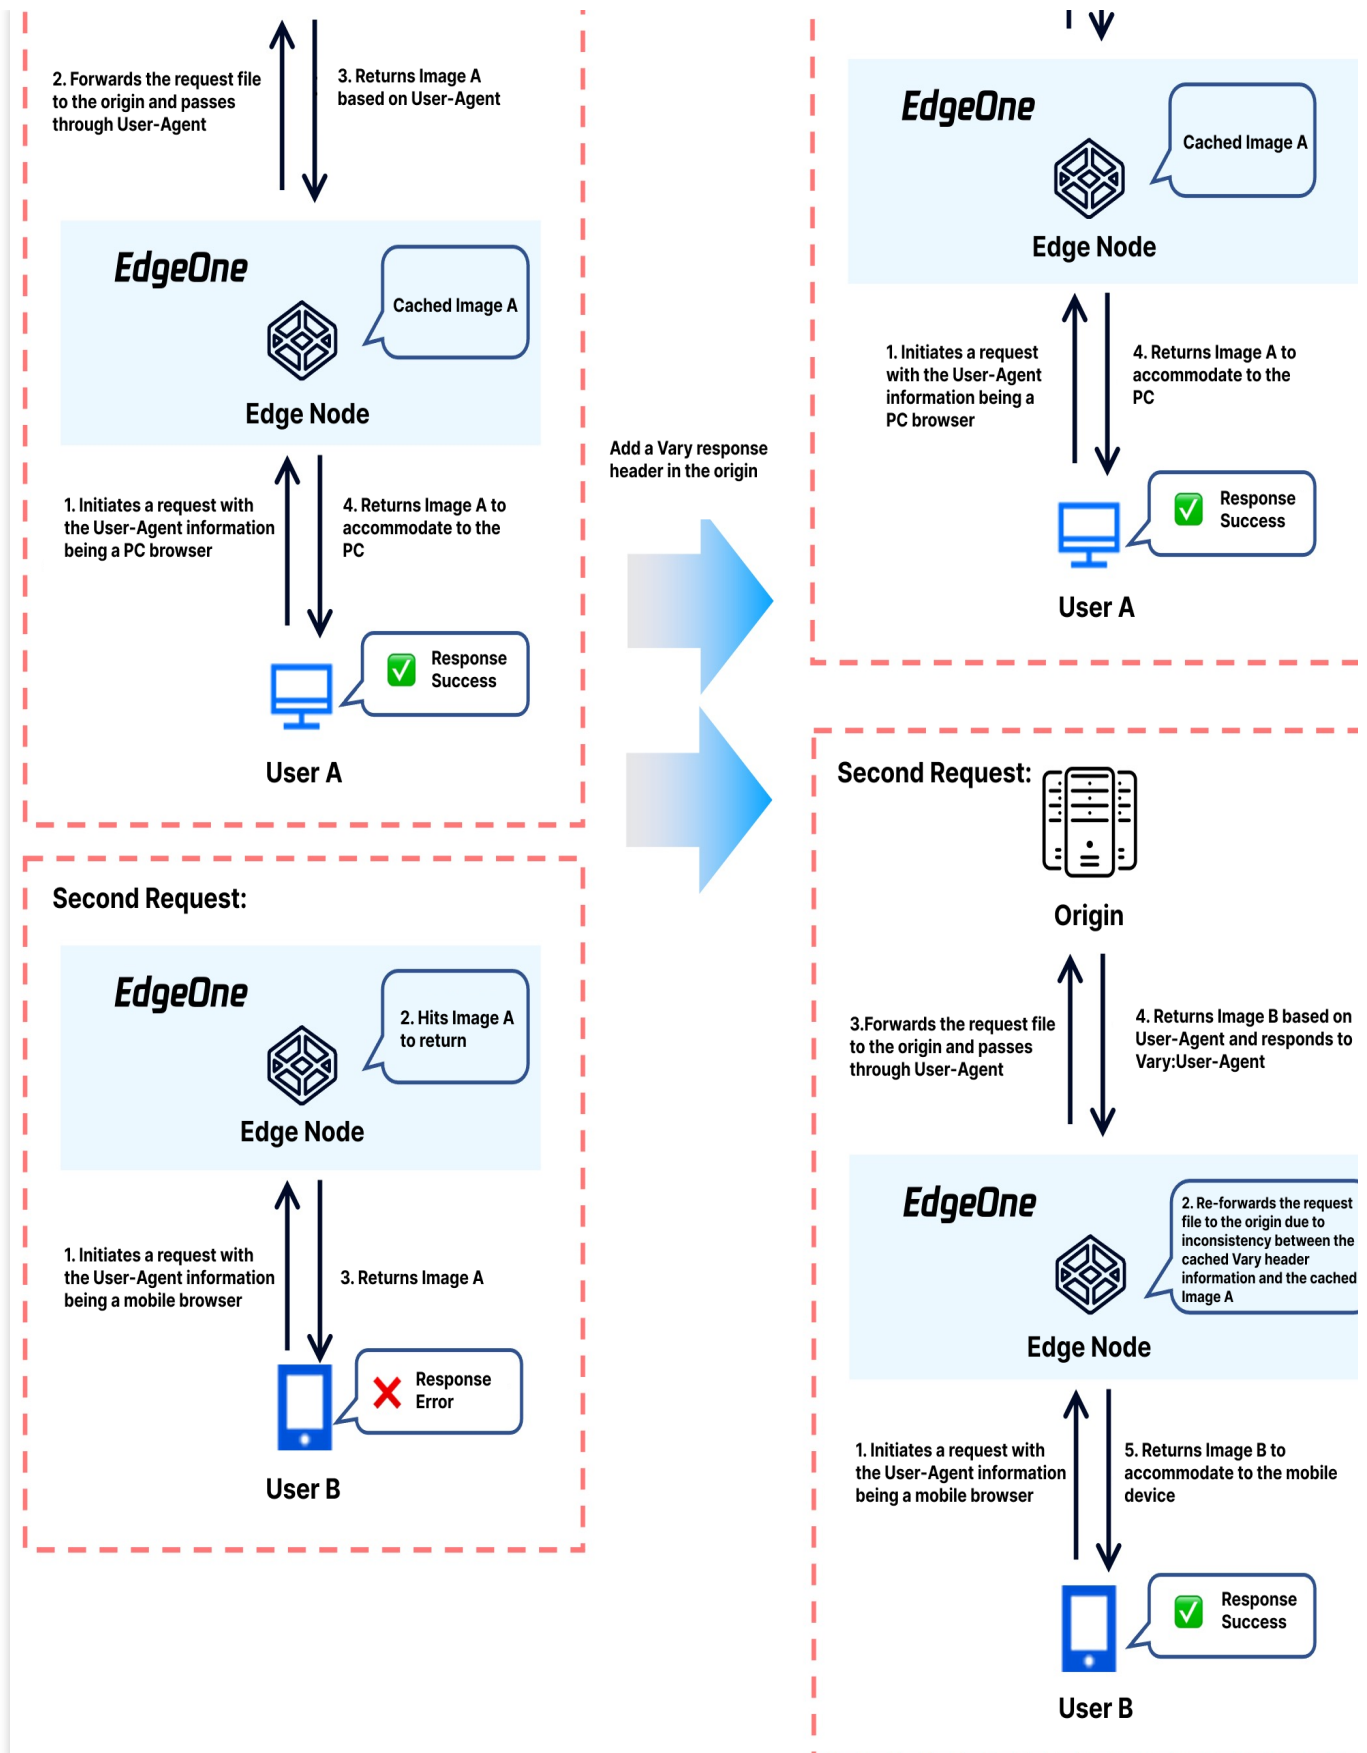 2. Forwards the request file
to the origin and passes
through User-Agent
3. Returns Image A
based on User-Agent
EdgeOne
Cached Image A
Edge Node
1. Initiates a request with
the User-Agent information
being a PC browser
4. Returns Image A to
accommodate to the
PC
Response
Success
User A
Second Request:
EdgeOne
2. Hits Image A
to return
Edge Node
1. Initiates a request with
the User-Agent information
being a mobile browser
3. Returns Image A
Response
Error
User B
Add a Vary response
header in the origin
EdgeOne
Cached Image A
Edge Node
1. Initiates a request
with the User-Agent
information being a
PC browser
4. Returns Image A to
accommodate to the
PC
Response
Success
User A
Second Request:
Origin
3.Forwards the request file
to the origin and passes
through User-Agent
4. Returns Image B based on
User-Agent and responds to
Vary:User-Agent
EdgeOne
2. Re-forwards the request
file to the origin due to
inconsistency between the
cached Vary header
information and the cached
Image A
Edge Node
1. Initiates a request with
the User-Agent information
being a mobile browser
5. Returns Image B to
accommodate to the mobile
device
Response
Success
User B